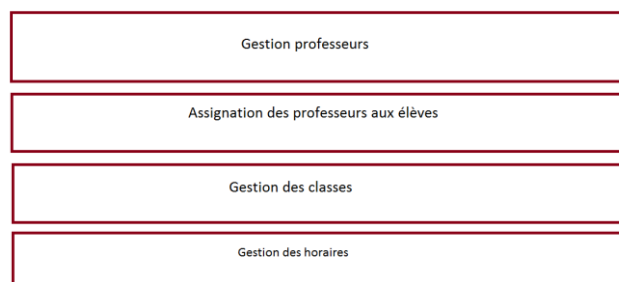 Gestion professeurs
Assignation des professeurs aux élèves
Gestion des classes
Gestion des horaires